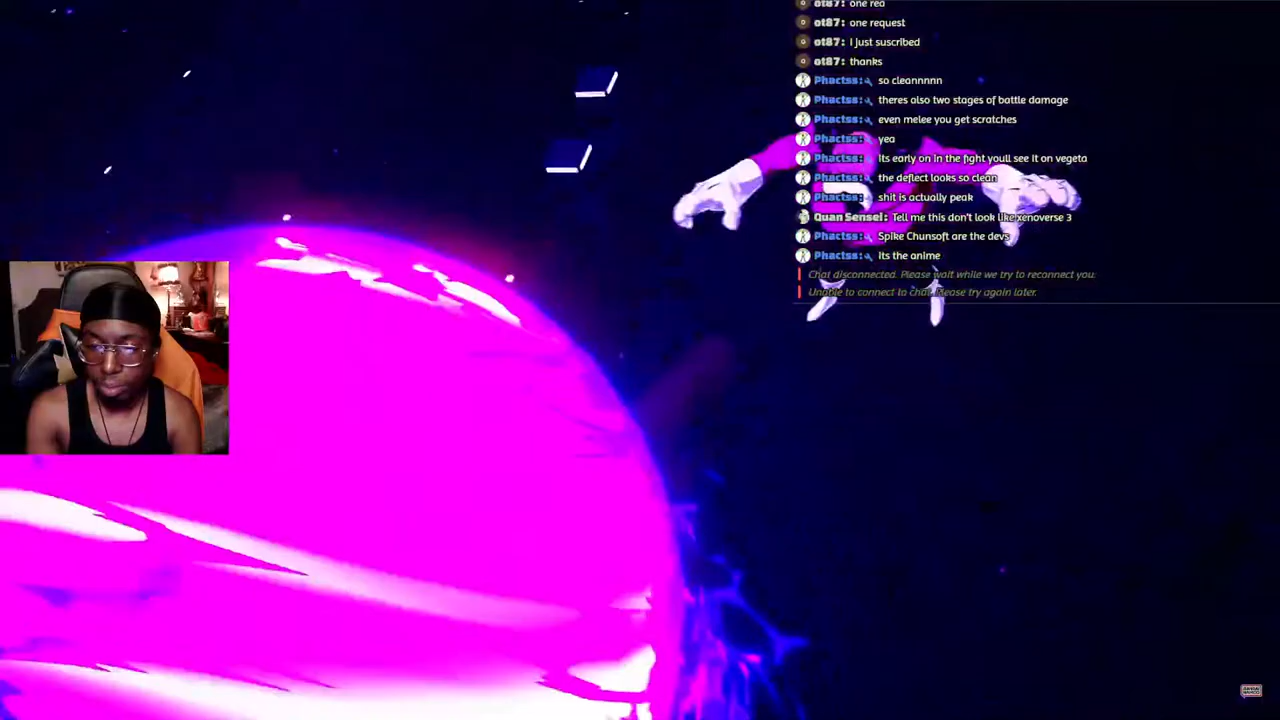 ot87: one rea
ot87: one request
ot87: I just suscribed
ot87: thanks
Phactss: so cleannnnn
Phactss: theres also two stages of battle damage
Phactss: even melee you get scratches
Phactss: yea
Phactss: Its early on in the fight youll see it on vegeta
Phactss: the deflect looks so clean
Phactss: shit is actually peak
Quan Sensei: Tell me this don't look like xenoverse 3
Phactss: Spike Chunsoft are the devs
Phactss: Its the anime
Chat disconnected. Please wait while we try to reconnect you.
Unable to connect to chat. Please try again later.